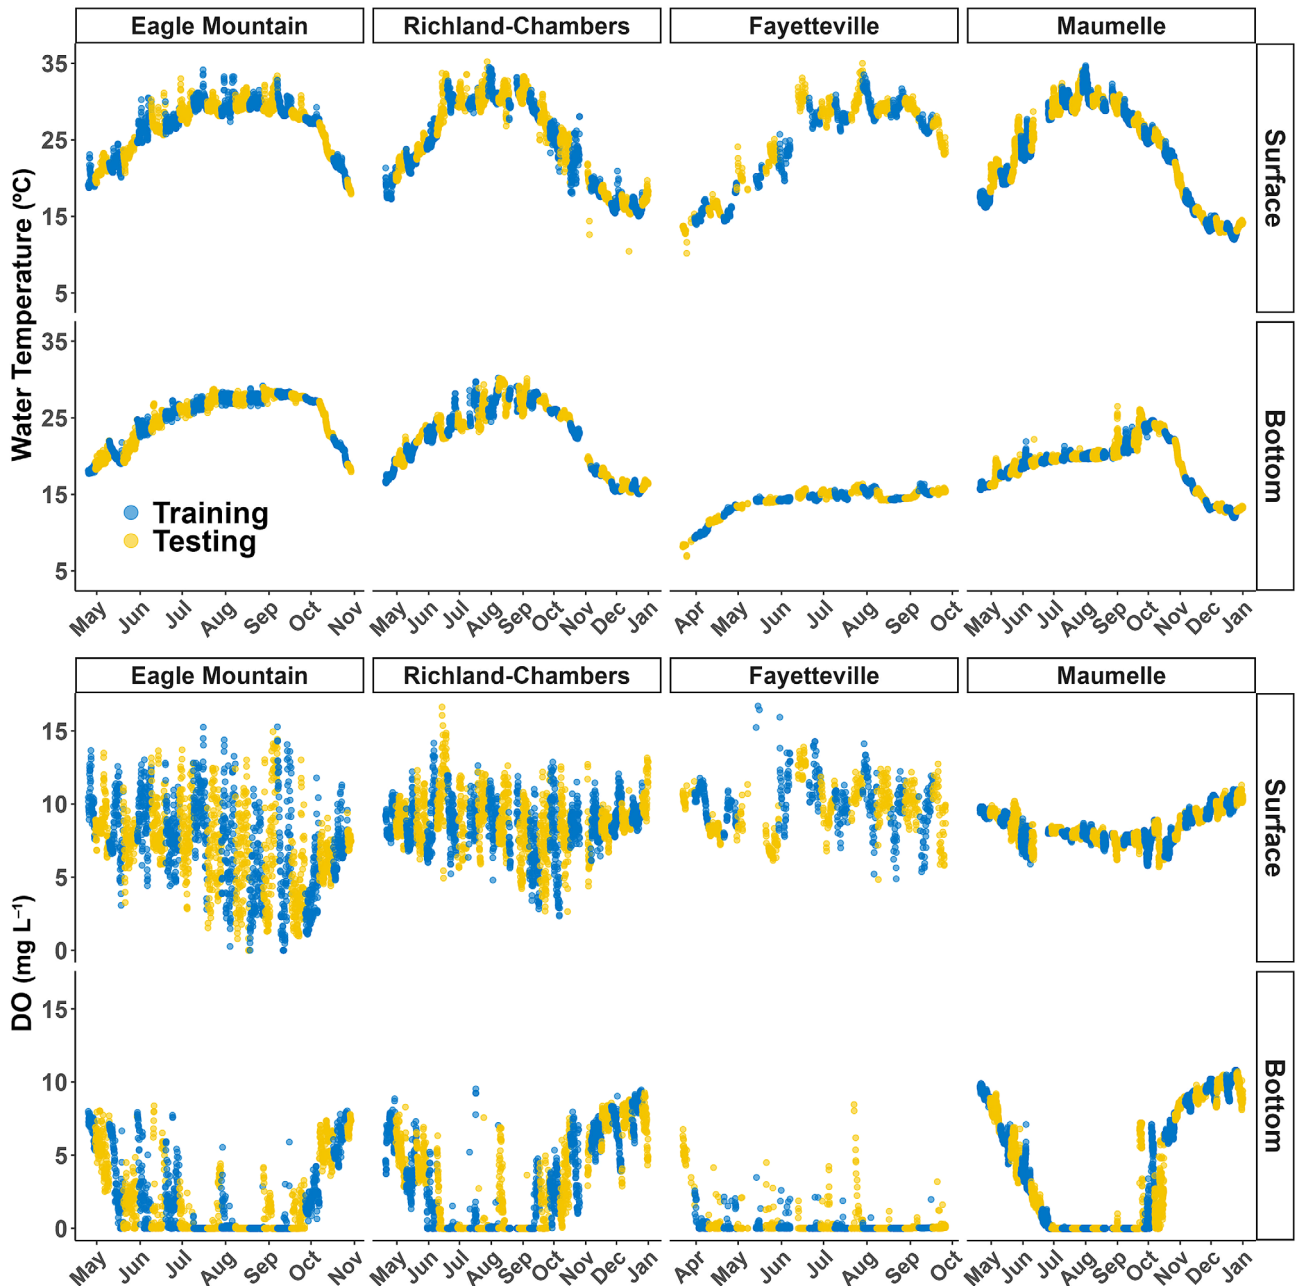 Eagle Mountain Richland-Chambers Fayetteville Maumelle
Water Temperature (ºC)
35
25
15
5
Surface
35
25
15
5
Bottom
Training
Testing
May Jun Jul Aug Sep Oct Nov
May Jun Jul Aug Sep Oct Nov Dec Jan
Apr May Jun Jul Aug Sep Oct
May Jun Jul Aug Sep Oct Nov Dec Jan
Eagle Mountain Richland-Chambers Fayetteville Maumelle
DO (mg L⁻¹)
15
10
5
0
Surface
15
10
5
0
Bottom
May Jun Jul Aug Sep Oct Nov
May Jun Jul Aug Sep Oct Nov Dec Jan
Apr May Jun Jul Aug Sep Oct
May Jun Jul Aug Sep Oct Nov Dec Jan